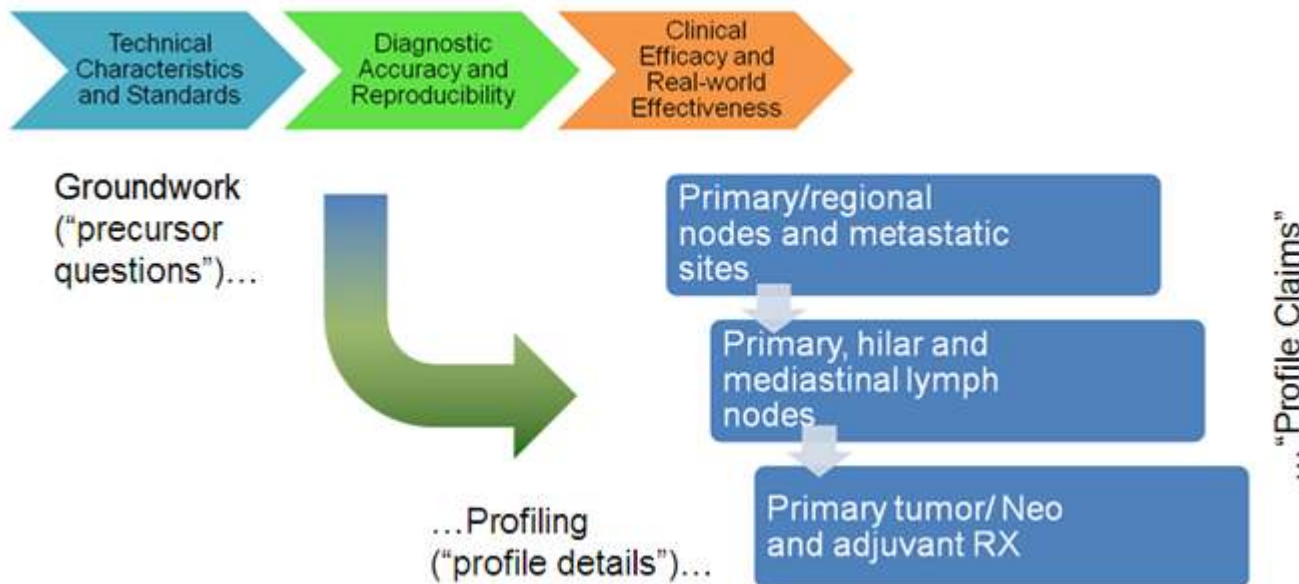 Technical
Characteristics
and Standards
Diagnostic
Accuracy and
Reproducibility
Clinical
Efficacy and
Real-world
Effectiveness
Groundwork
(“precursor
questions”)…
Primary/regional
nodes and metastatic
sites
Primary, hilar and
mediastinal lymph
nodes
Primary tumor/ Neo
and adjuvant RX
…Profiling
(“profile details”)…
… “Profile Claims”